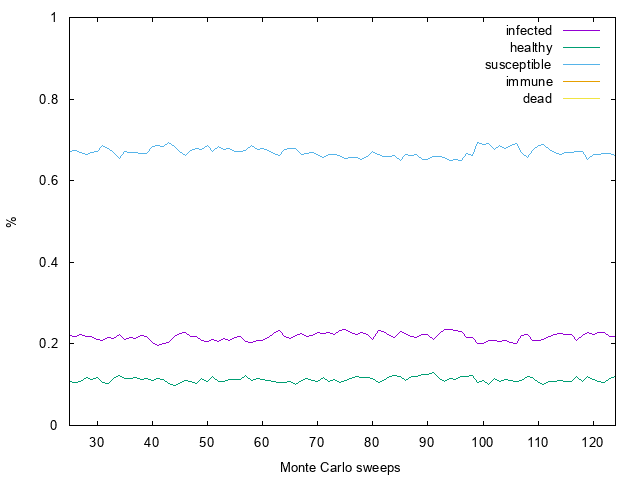 1
0.8
0.6
0.4
0.2
0
%
infected
healthy
susceptible
immune
dead
30 40 50 60 70 80 90 100 110 120
Monte Carlo sweeps